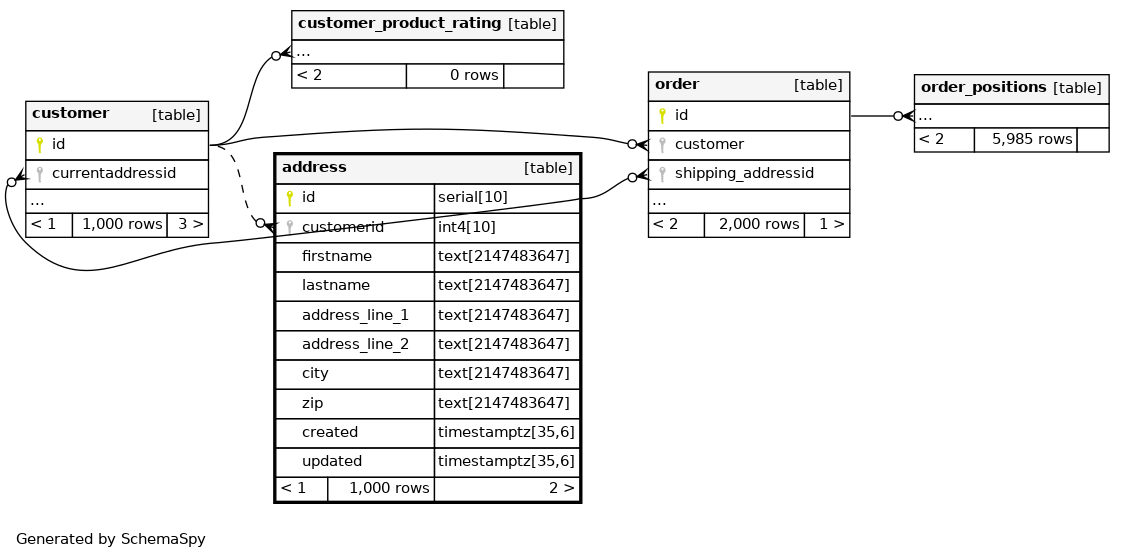 customer_product_rating [table]
...
< 2 0 rows
customer [table]
id
currentaddressid
...
< 1 1,000 rows 3 >
address [table]
id serial[10]
customerid int4[10]
firstname text[2147483647]
lastname text[2147483647]
address_line_1 text[2147483647]
address_line_2 text[2147483647]
city text[2147483647]
zip text[2147483647]
created timestamptz[35,6]
updated timestamptz[35,6]
< 1 1,000 rows 2 >
order [table]
id
customer
shipping_addressid
...
< 2 2,000 rows 1 >
order_positions [table]
...
< 2 5,985 rows
Generated by SchemaSpy